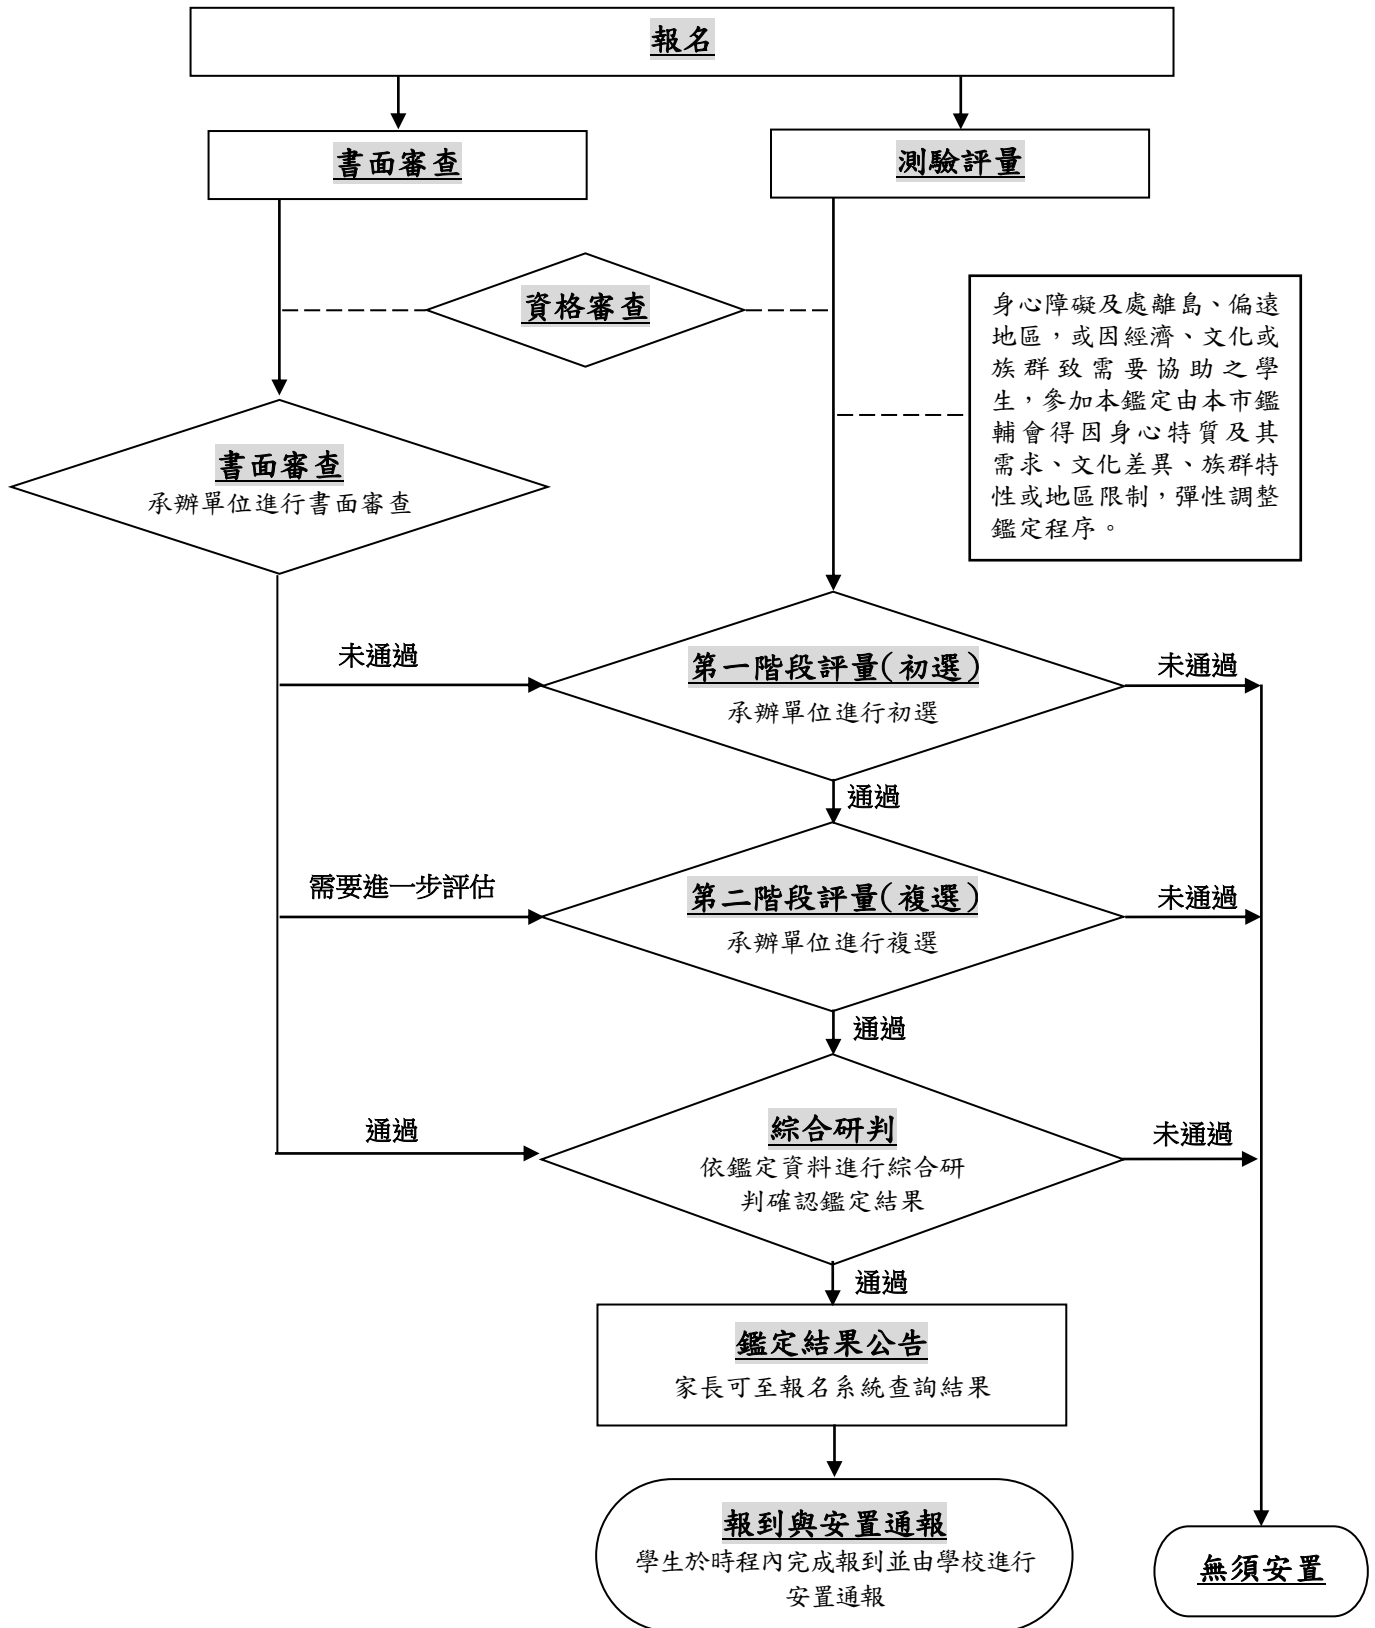 報名
書面審查
測驗評量
資格審查
身心障礙及處離島、偏遠
地區，或因經濟、文化或
族群致需要協助之學
生，參加本鑑定由本市鑑
輔會得因身心特質及其
需求、文化差異、族群特
性或地區限制，彈性調整
鑑定程序。
書面審查
承辦單位進行書面審查
未通過
第一階段評量(初選)
承辦單位進行初選
未通過
通過
需要進一步評估
第二階段評量(複選)
承辦單位進行複選
未通過
通過
通過
綜合研判
依鑑定資料進行綜合研
判確認鑑定結果
未通過
通過
鑑定結果公告
家長可至報名系統查詢結果
報到與安置通報
學生於時程內完成報到並由學校進行
安置通報
無須安置